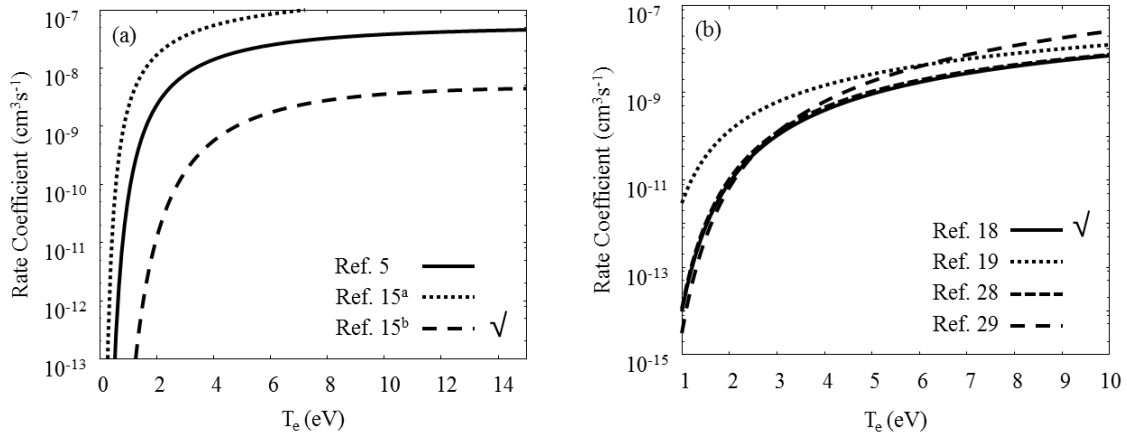 (a)
Rate Coefficient (cm³s⁻¹)
10⁻⁷
10⁻⁸
10⁻⁹
10⁻¹⁰
10⁻¹¹
10⁻¹²
10⁻¹³
Ref. 5
Ref. 15ᵃ
Ref. 15ᵇ √
0 2 4 6 8 10 12 14
Tₑ (eV)
(b)
Rate Coefficient (cm³s⁻¹)
10⁻⁷
10⁻⁹
10⁻¹¹
10⁻¹³
10⁻¹⁵
Ref. 18 √
Ref. 19
Ref. 28
Ref. 29
1 2 3 4 5 6 7 8 9 10
Tₑ (eV)